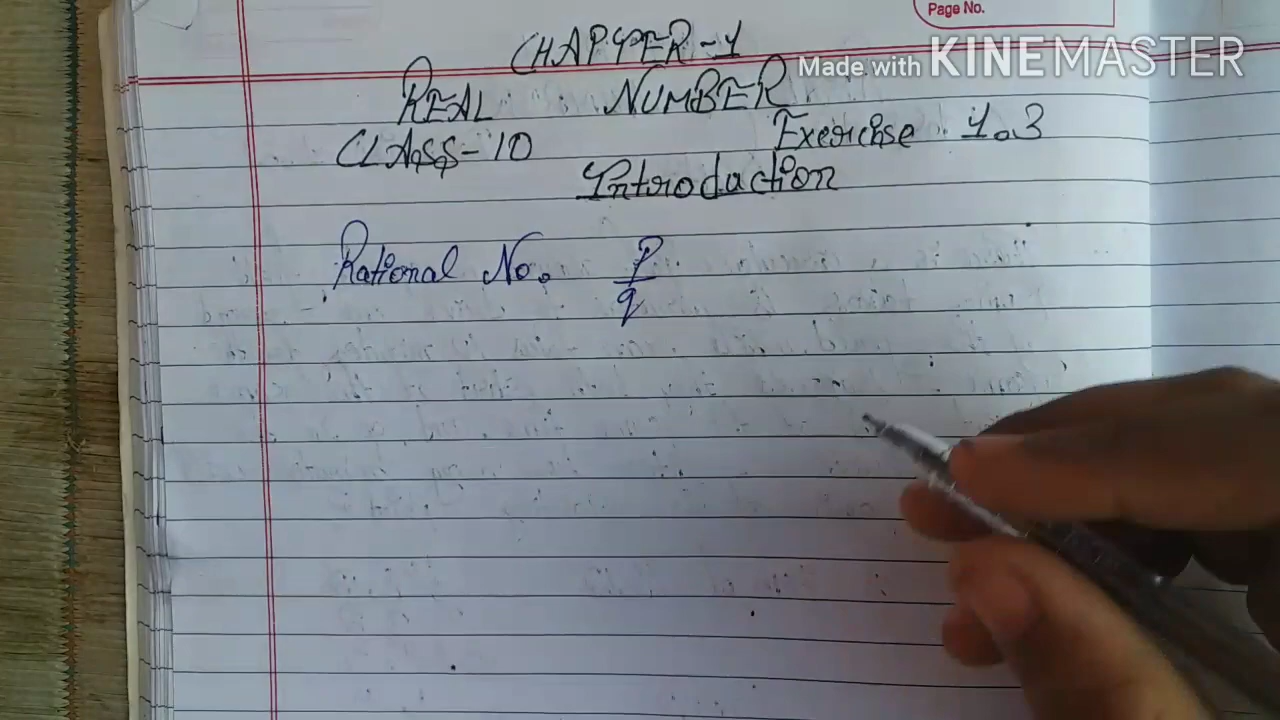 Page No.
CHAPTER-1
Made with KINEMASTER
REAL NUMBER
CLASS-10 Exercise 1.3
Introduction
Rational No. p
q